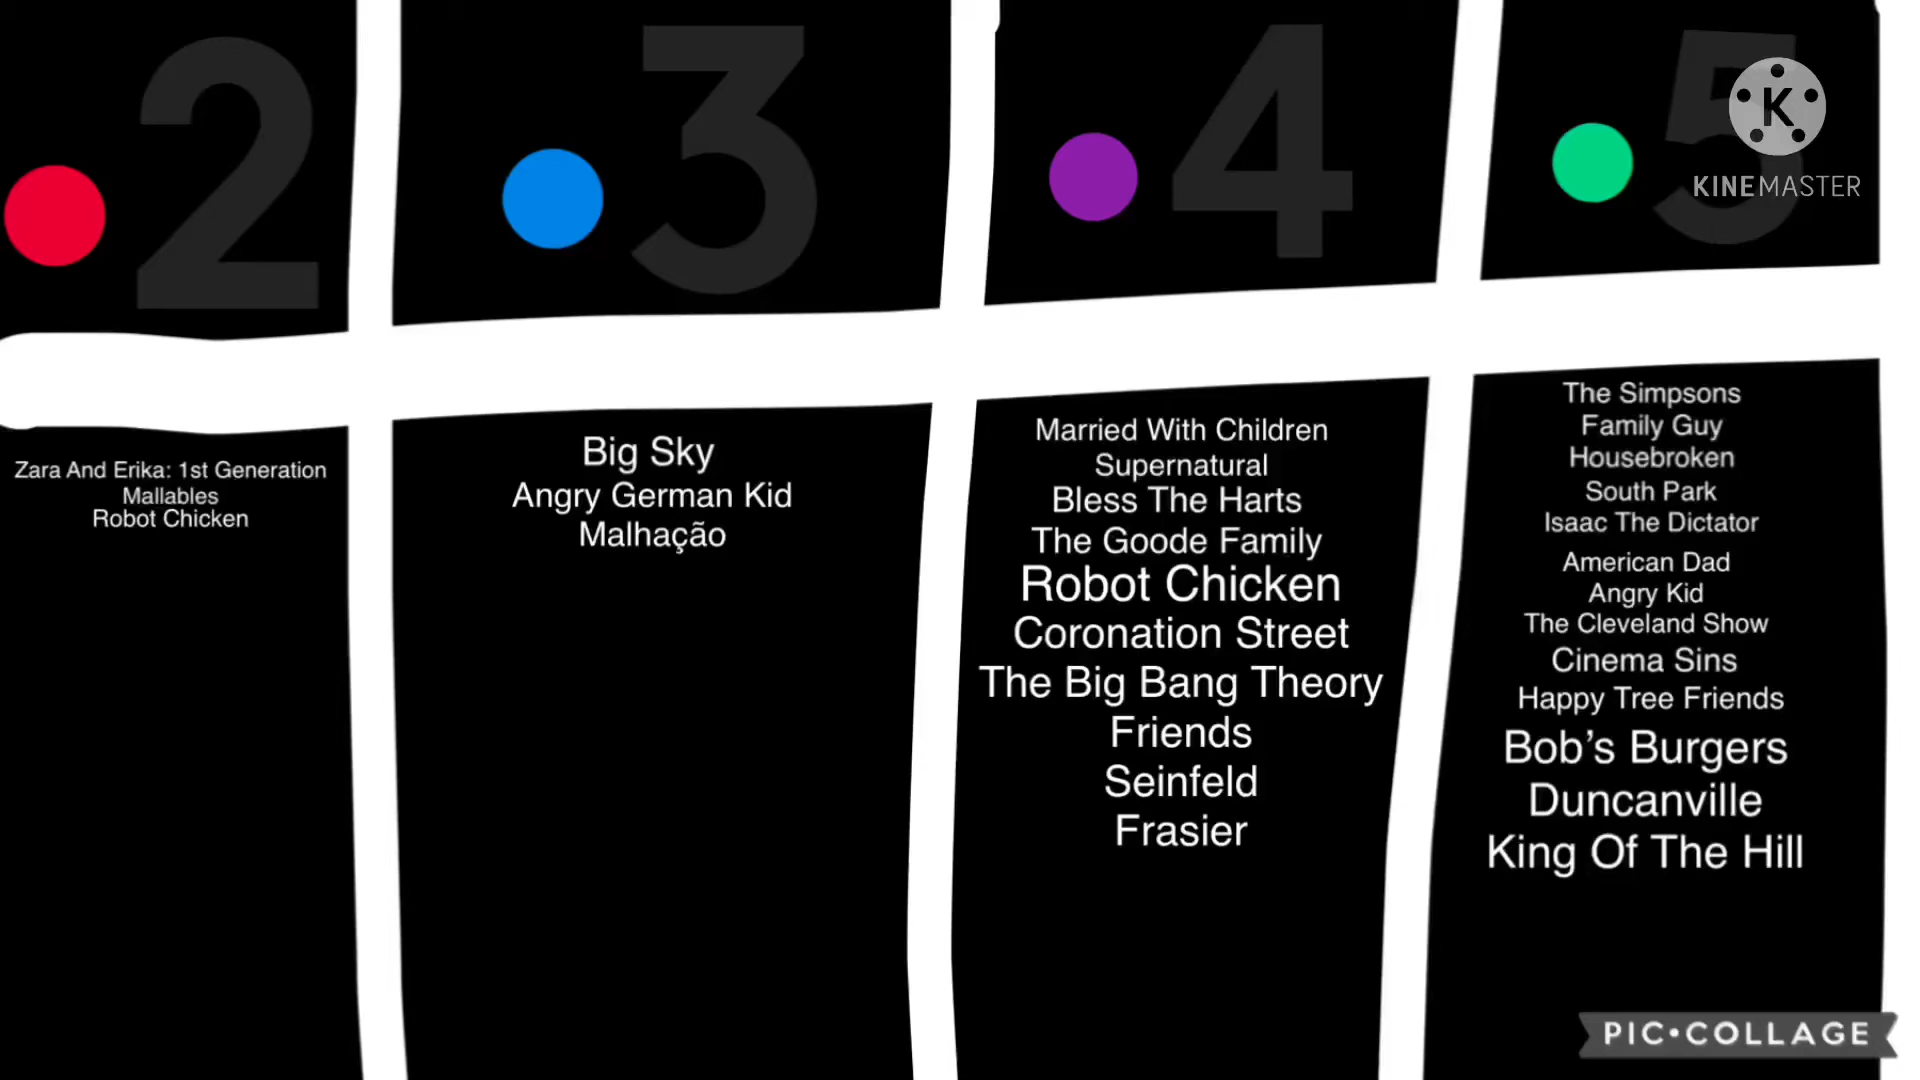 2
3
4
5
K
KINEMASTER
Zara And Erika: 1st Generation
Mallables
Robot Chicken
Big Sky
Angry German Kid
Malhação
Married With Children
Supernatural
Bless The Harts
The Goode Family
Robot Chicken
Coronation Street
The Big Bang Theory
Friends
Seinfeld
Frasier
The Simpsons
Family Guy
Housebroken
South Park
Isaac The Dictator
American Dad
Angry Kid
The Cleveland Show
Cinema Sins
Happy Tree Friends
Bob’s Burgers
Duncanville
King Of The Hill
PIC•COLLAGE